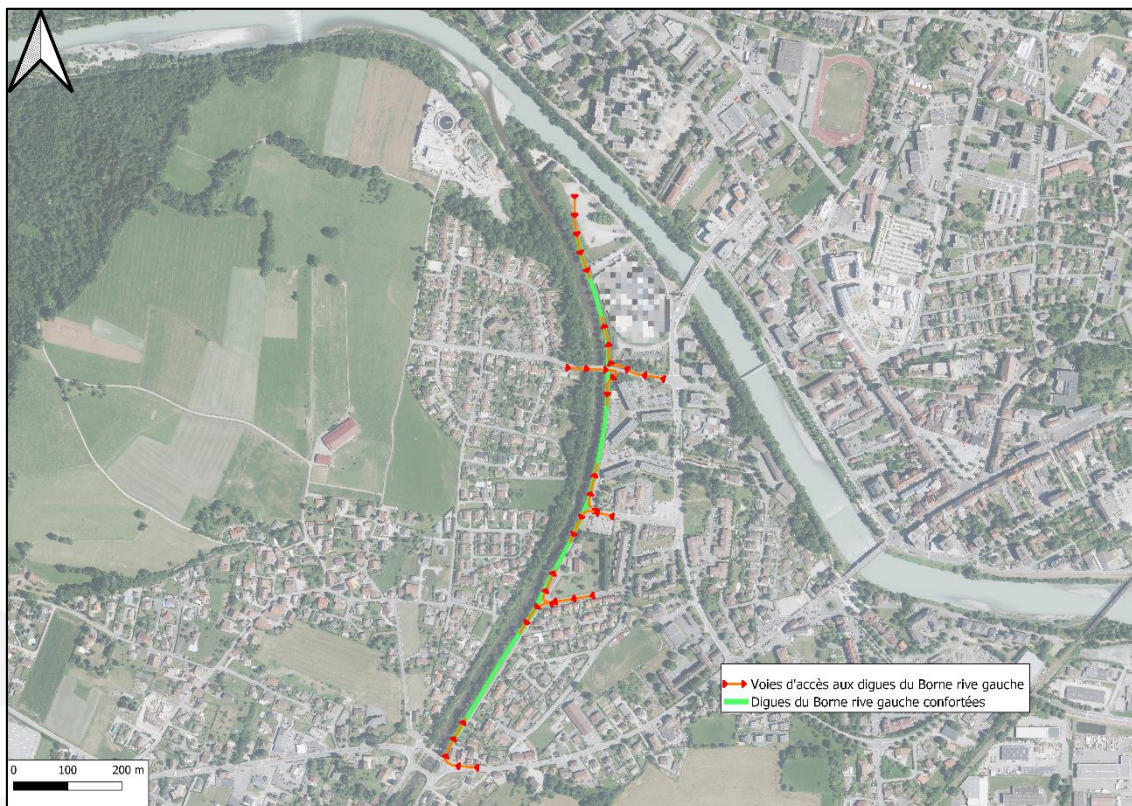 Voies d'accès aux digues du Borne rive gauche
Digues du Borne rive gauche confortées
0 100 200 m